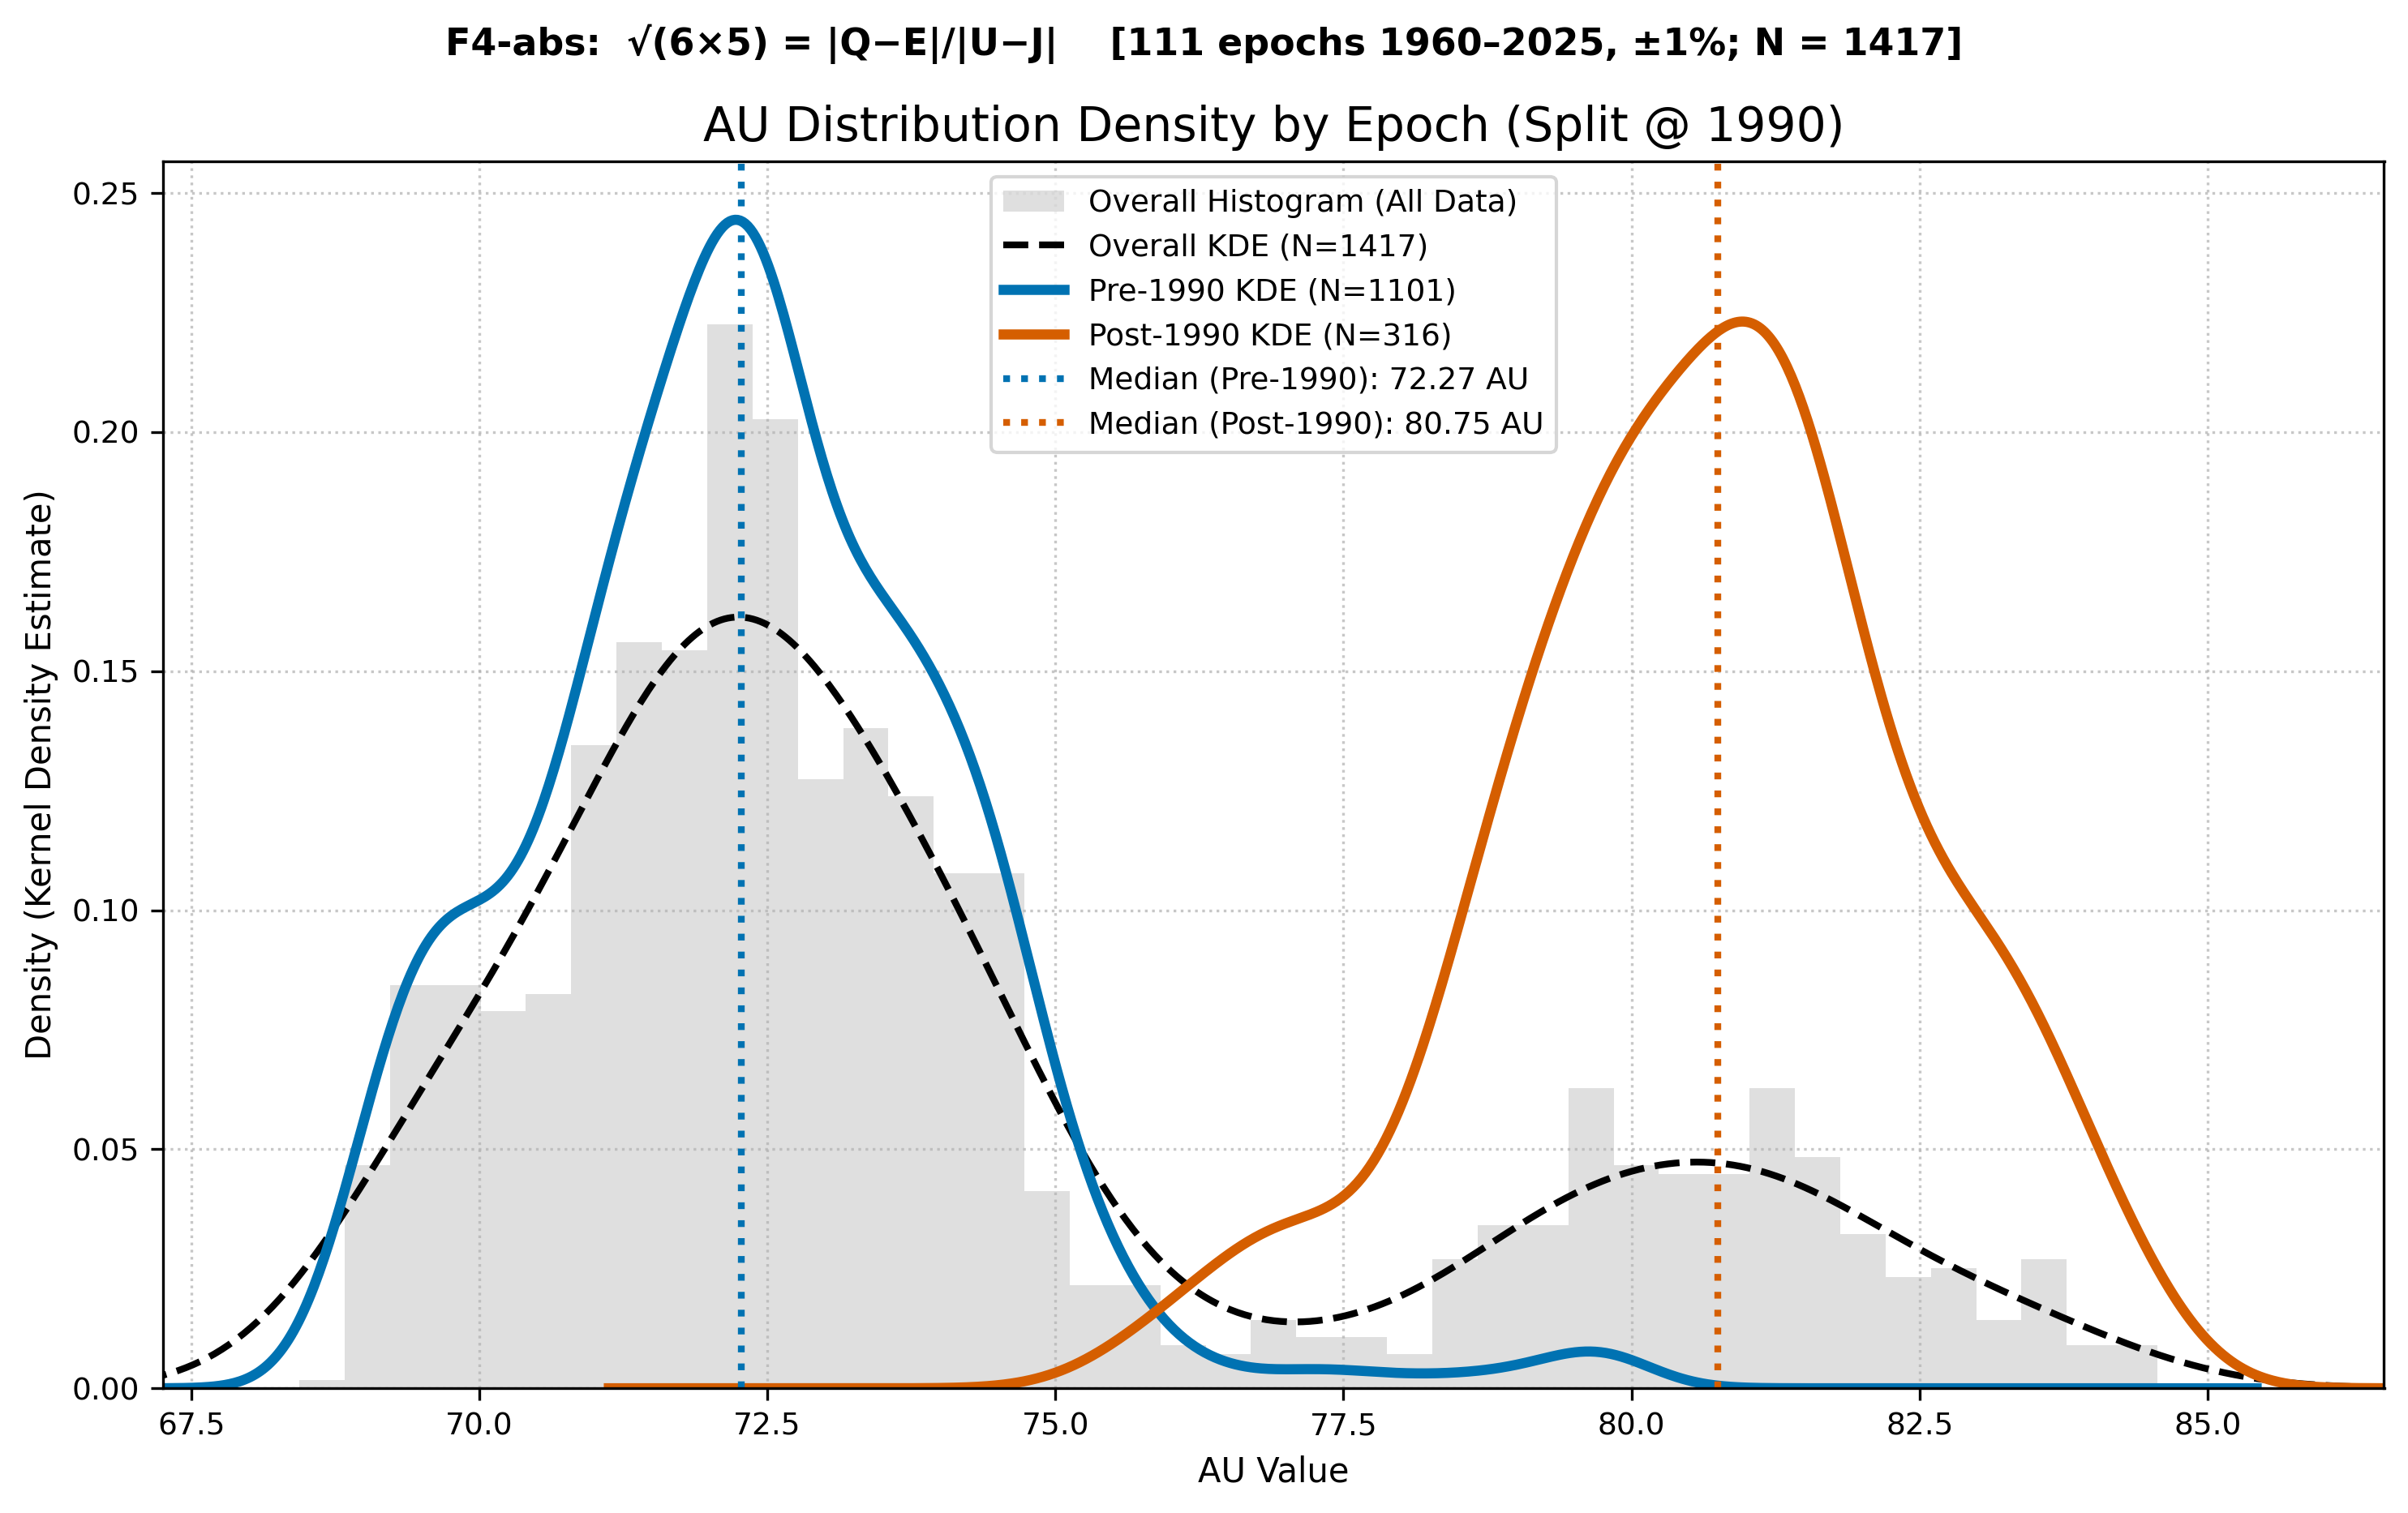 F4-abs: √(6×5) = |Q−E|/|U−J| [111 epochs 1960–2025, ±1%; N = 1417]
AU Distribution Density by Epoch (Split @ 1990)
Overall Histogram (All Data)
Overall KDE (N=1417)
Pre-1990 KDE (N=1101)
Post-1990 KDE (N=316)
Median (Pre-1990): 72.27 AU
Median (Post-1990): 80.75 AU
Density (Kernel Density Estimate)
0.25
0.20
0.15
0.10
0.05
0.00
67.5 70.0 72.5 75.0 77.5 80.0 82.5 85.0
AU Value